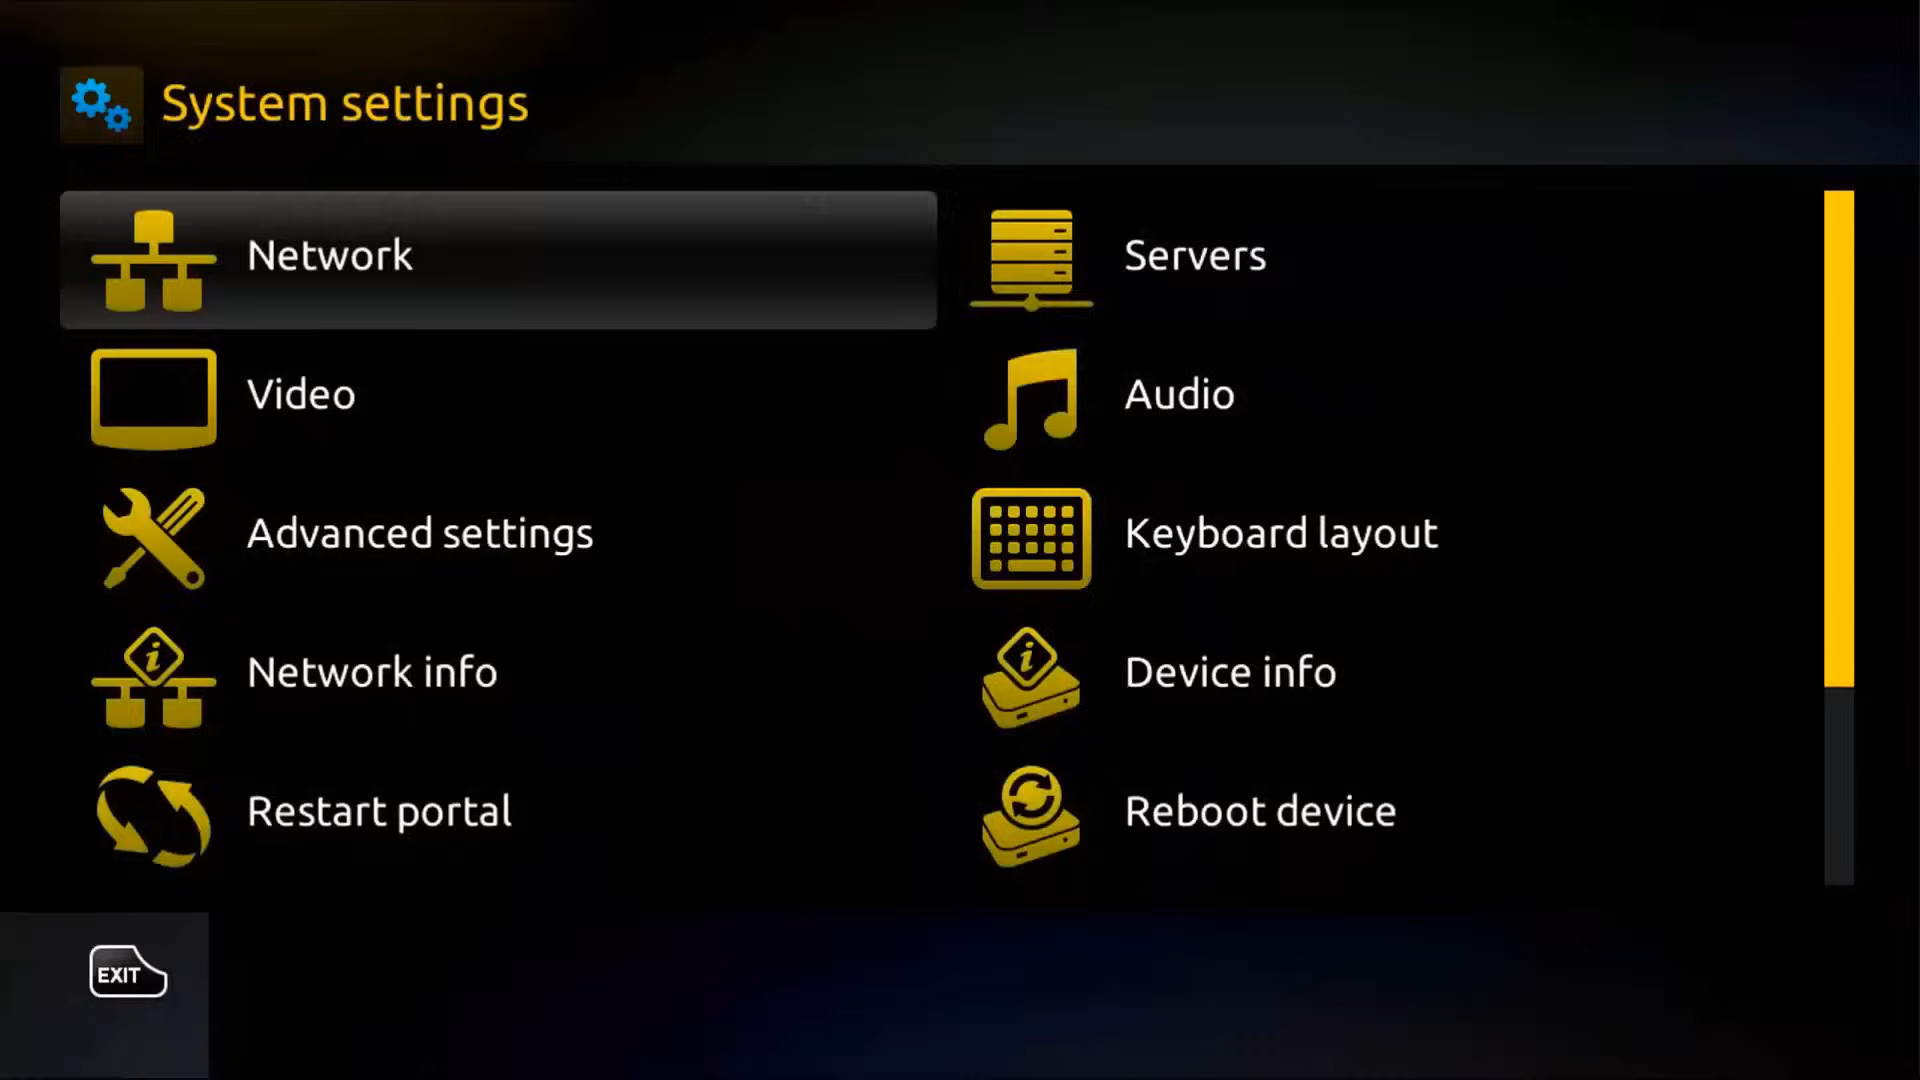 System settings
Network
Servers
Video
Audio
Advanced settings
Keyboard layout
Network info
Device info
Restart portal
Reboot device
EXIT